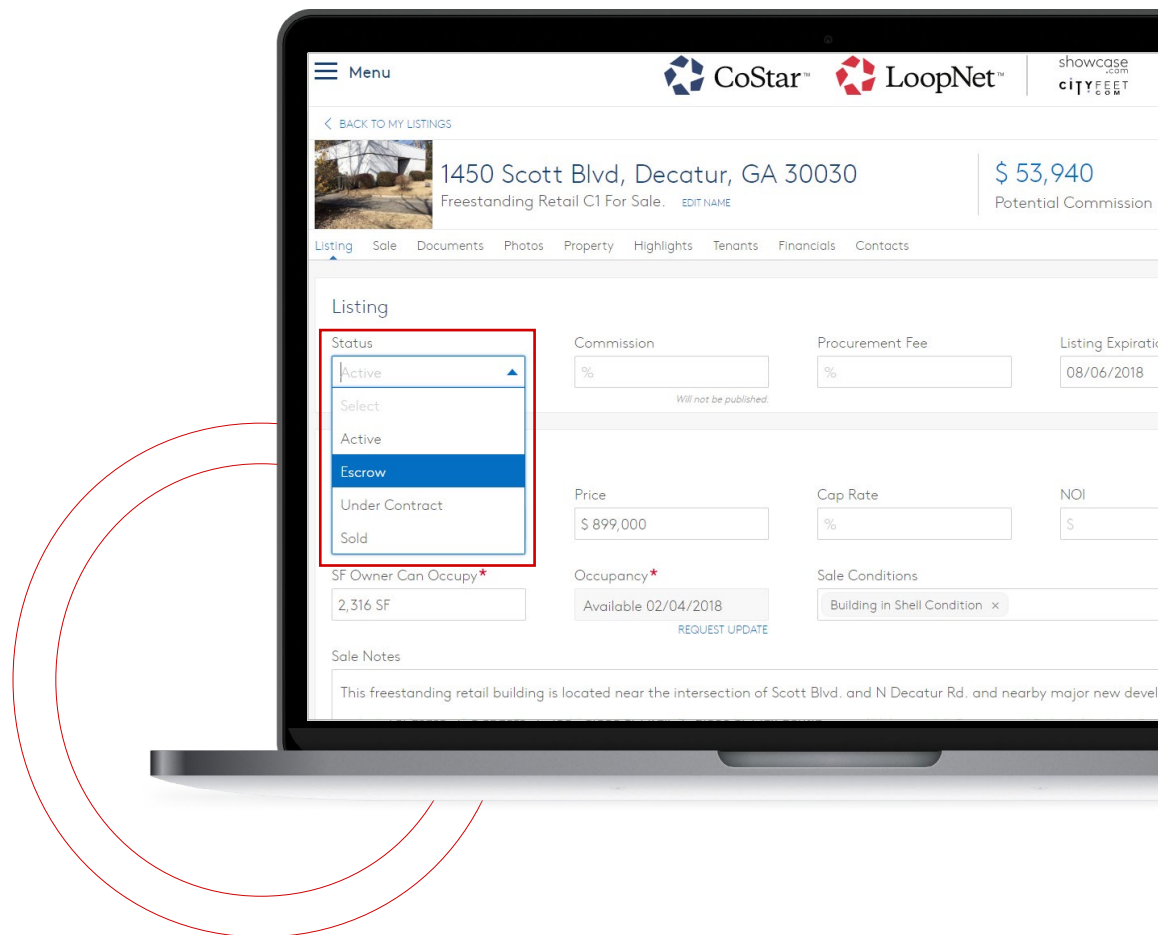 Menu
CoStar™
LoopNet™
showcase
.com
CITYFEET
.COM
BACK TO MY LISTINGS
1450 Scott Blvd, Decatur, GA 30030
Freestanding Retail C1 For Sale. EDIT NAME
$ 53,940
Potential Commission
Listing Sale Documents Photos Property Highlights Tenants Financials Contacts
Listing
Status Commission Procurement Fee Listing Expiratio
Active % % 08/06/2018
Will not be published.
Select
Active
Escrow
Under Contract
Sold
Price Cap Rate NOI
$ 899,000 % $
SF Owner Can Occupy* Occupancy* Sale Conditions
2,316 SF Available 02/04/2018 Building in Shell Condition ×
REQUEST UPDATE
Sale Notes
This freestanding retail building is located near the intersection of Scott Blvd. and N Decatur Rd. and nearby major new devel